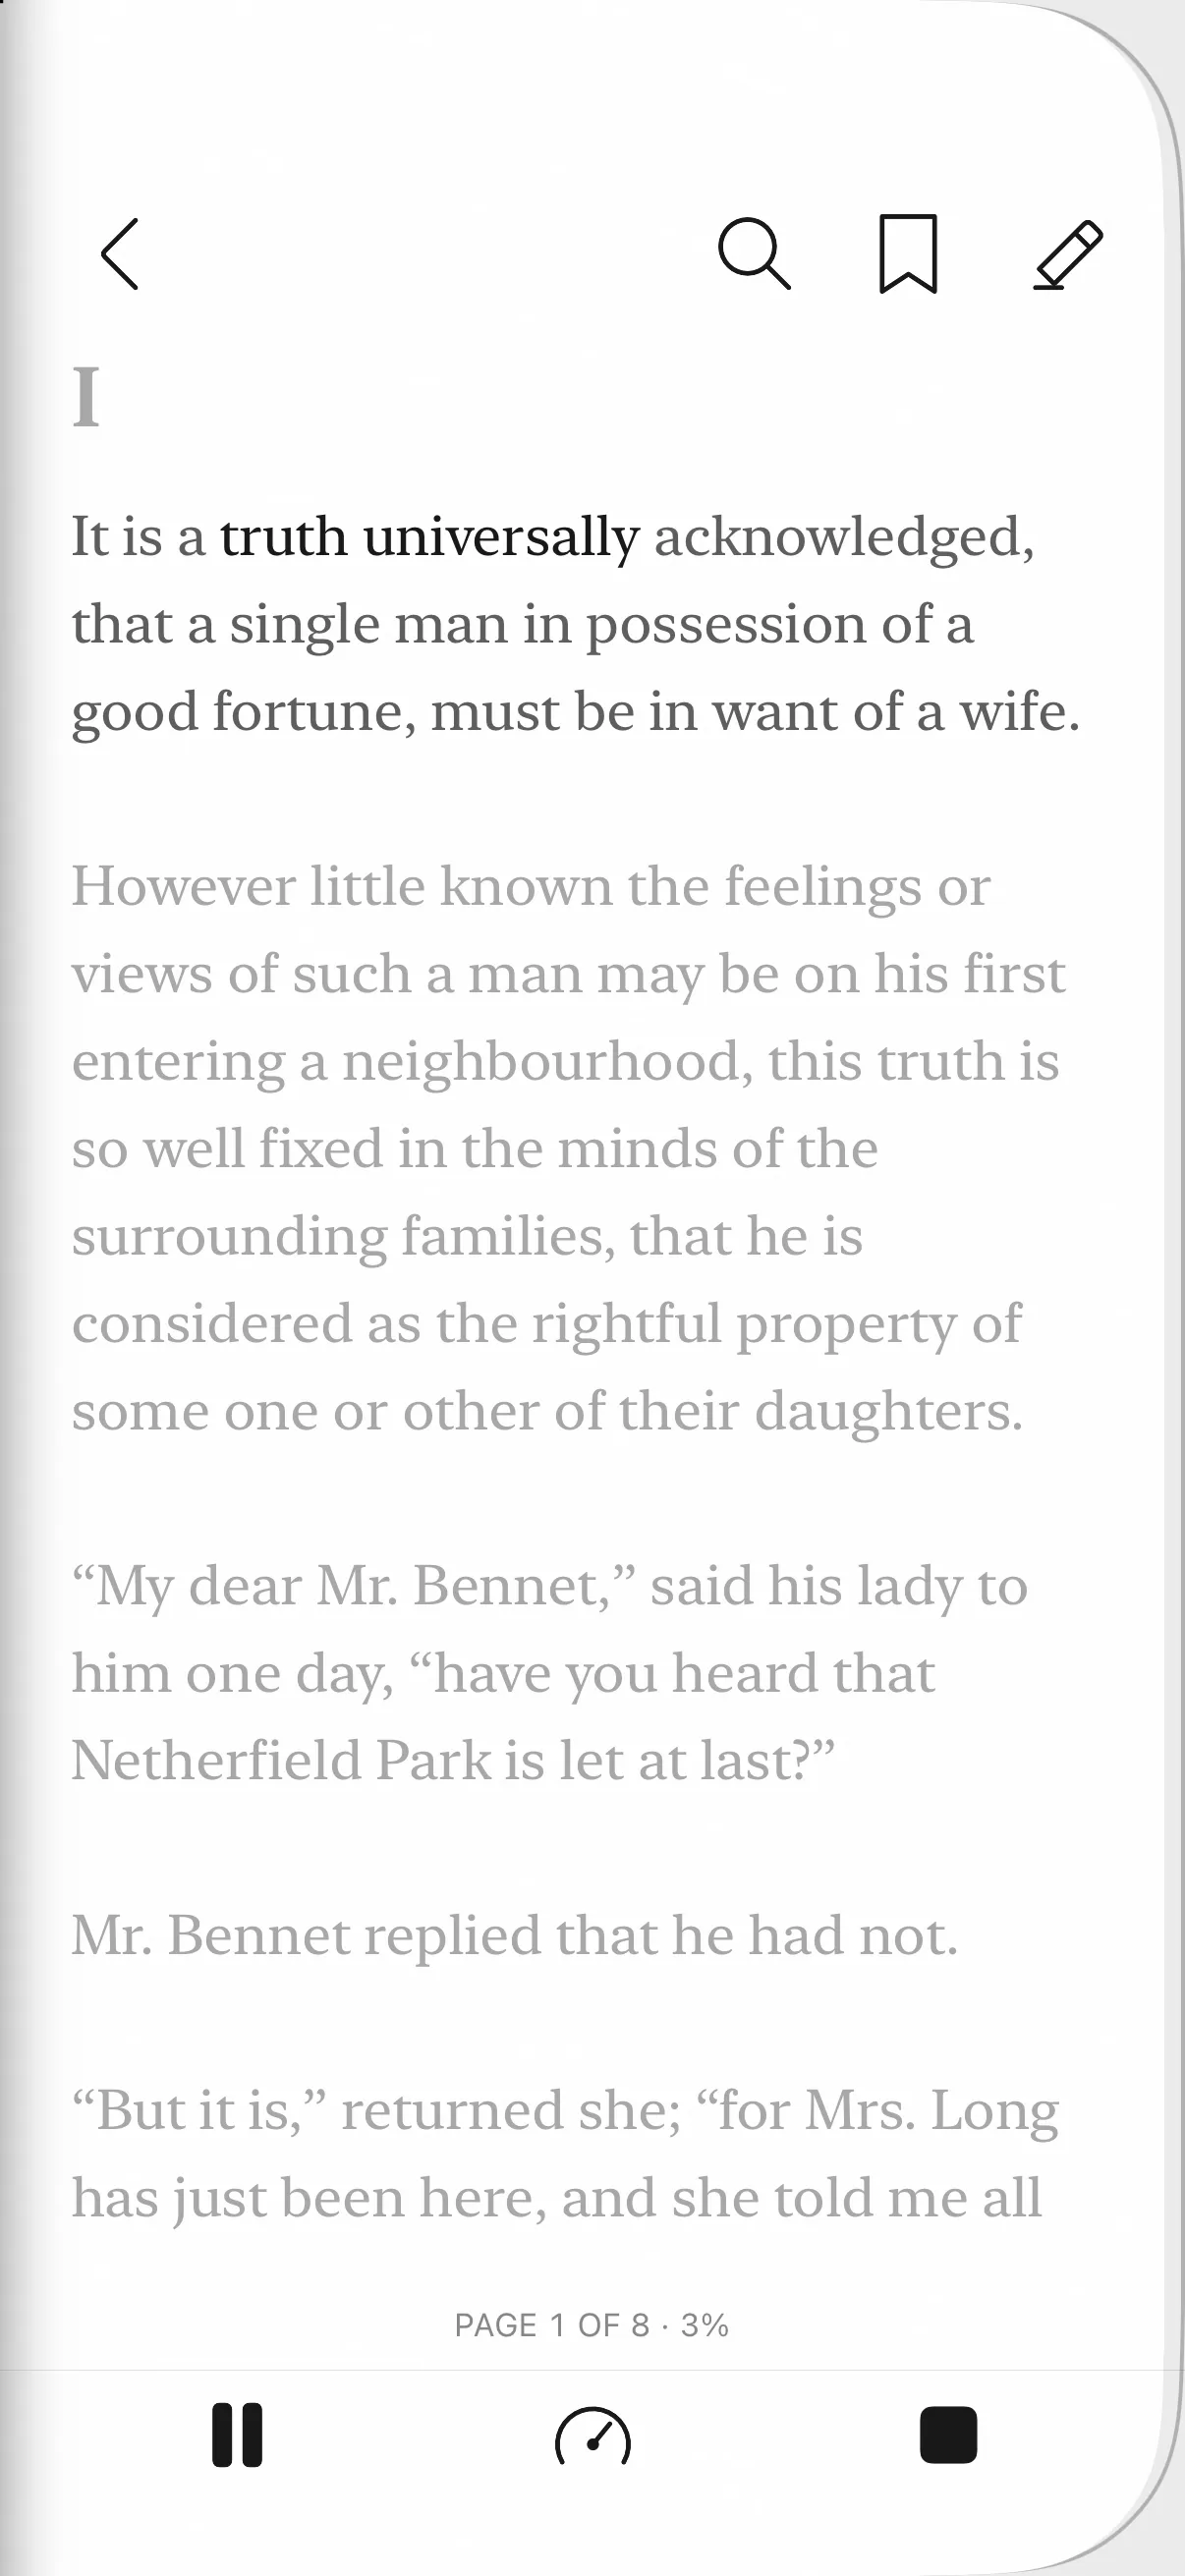 I
It is a truth universally acknowledged,
that a single man in possession of a
good fortune, must be in want of a wife.
However little known the feelings or
views of such a man may be on his first
entering a neighbourhood, this truth is
so well fixed in the minds of the
surrounding families, that he is
considered as the rightful property of
some one or other of their daughters.
“My dear Mr. Bennet,” said his lady to
him one day, “have you heard that
Netherfield Park is let at last?”
Mr. Bennet replied that he had not.
“But it is,” returned she; “for Mrs. Long
has just been here, and she told me all
PAGE 1 OF 8 · 3%